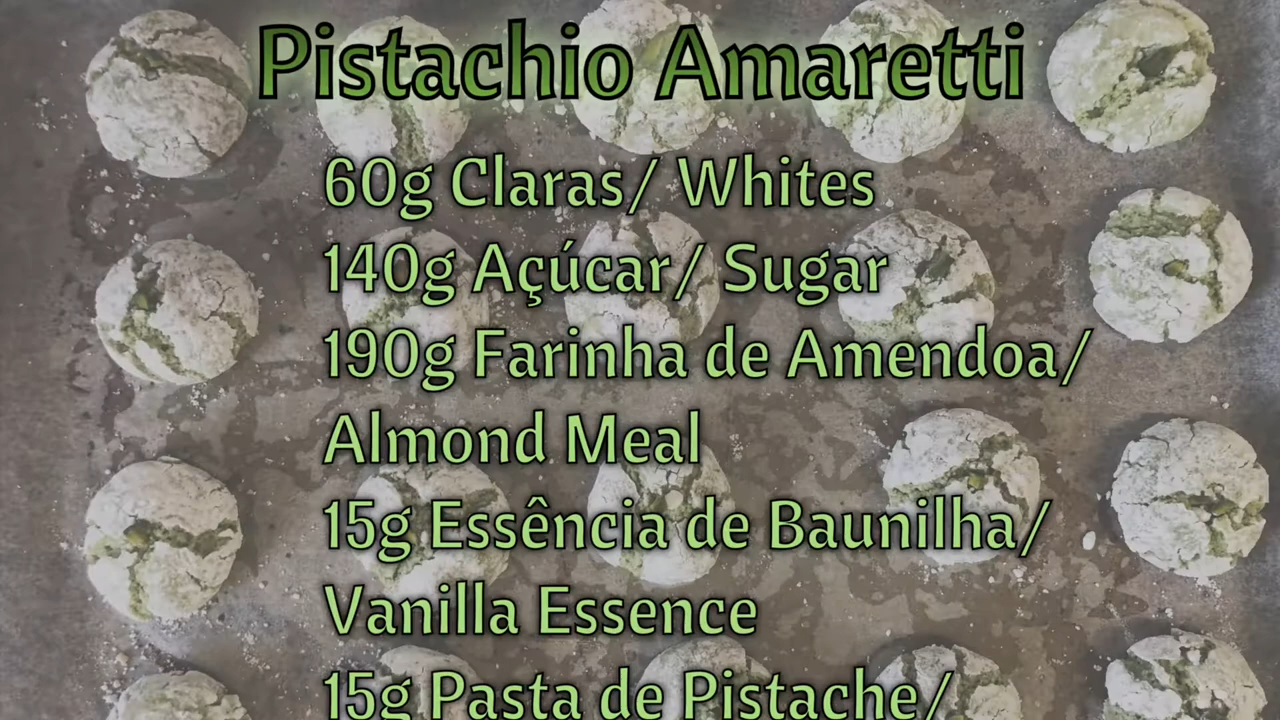 Pistachio Amaretti
60g Claras/ Whites
140g Açúcar/ Sugar
190g Farinha de Amendoa/
Almond Meal
15g Essência de Baunilha/
Vanilla Essence
15g Pasta de Pistache/